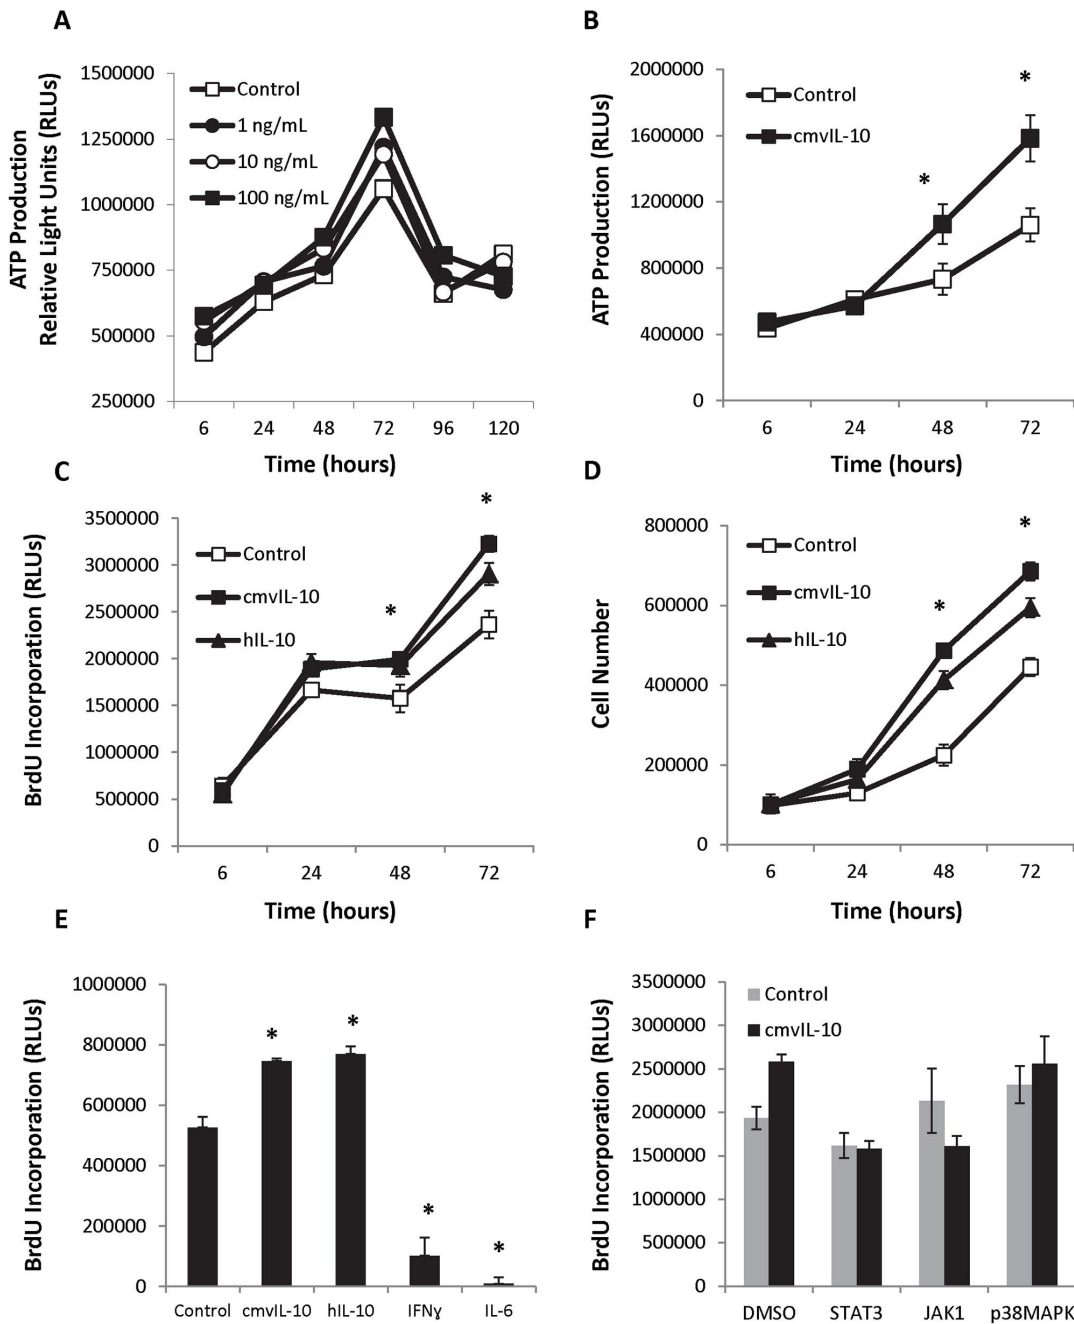 A
ATP Production
Relative Light Units (RLUs)
1500000
1250000
1000000
750000
500000
250000
Control
1 ng/mL
10 ng/mL
100 ng/mL
6 24 48 72 96 120
Time (hours)
B
ATP Production (RLUs)
2000000
1600000
1200000
800000
400000
0
Control
cmvIL-10
* *
6 24 48 72
Time (hours)
C
BrdU Incorporation (RLUs)
3500000
3000000
2500000
2000000
1500000
1000000
500000
0
Control
cmvIL-10
hIL-10
* *
6 24 48 72
Time (hours)
D
Cell Number
800000
600000
400000
200000
0
Control
cmvIL-10
hIL-10
* *
6 24 48 72
Time (hours)
E
BrdU Incorporation (RLUs)
1000000
800000
600000
400000
200000
0
* * * *
Control cmvIL-10 hIL-10 IFNɣ IL-6
F
BrdU Incorporation (RLUs)
3500000
3000000
2500000
2000000
1500000
1000000
500000
0
Control
cmvIL-10
DMSO STAT3 JAK1 p38MAPK